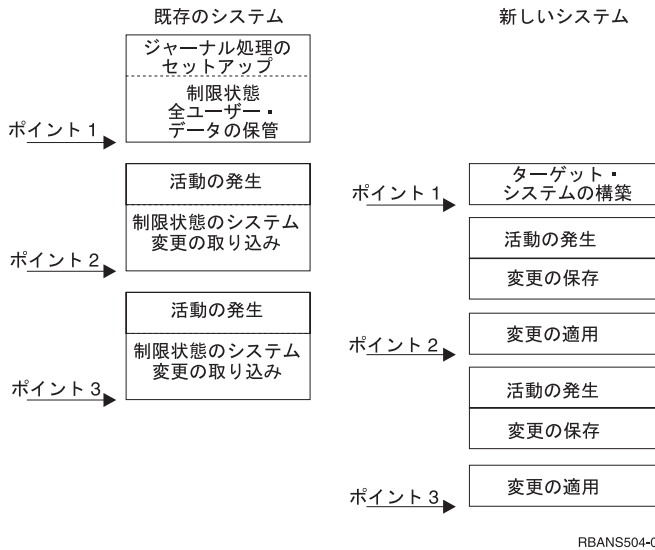 既存のシステム
ジャーナル処理の
セットアップ
制限状態
全ユーザー・
データの保管
ポイント 1
活動の発生
制限状態のシステム
変更の取り込み
ポイント 2
活動の発生
制限状態のシステム
変更の取り込み
ポイント 3
新しいシステム
ターゲット・
システムの構築
ポイント 1
活動の発生
変更の保存
変更の適用
ポイント 2
活動の発生
変更の保存
変更の適用
ポイント 3
RBANS504-0